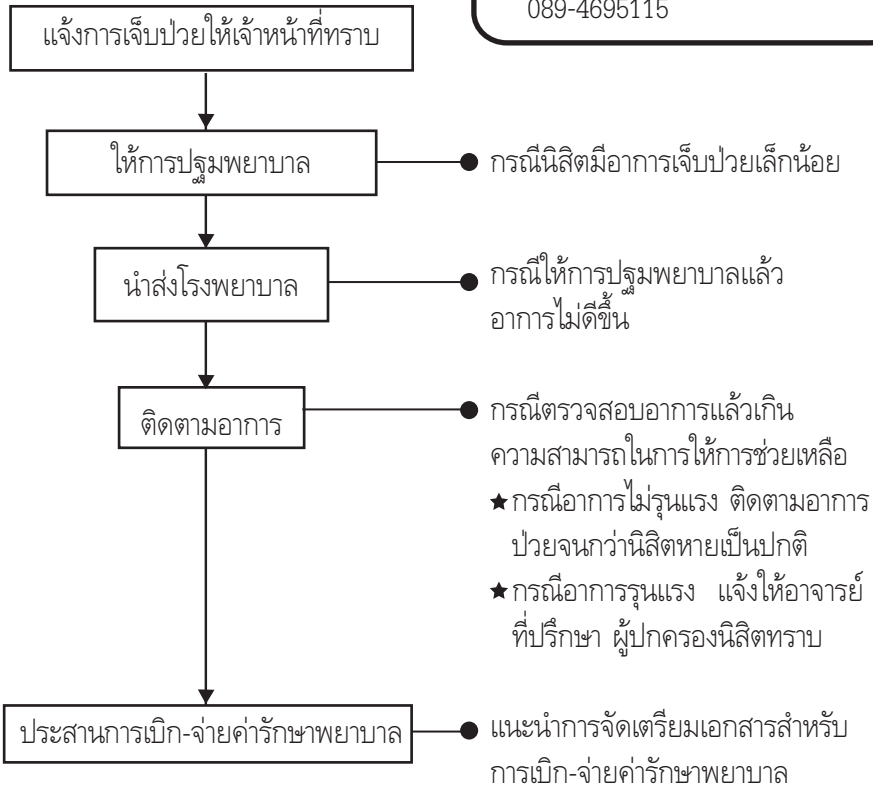 089-4695115
แจ้งการเจ็บป่วยให้เจ้าหน้าที่ทราบ
ให้การปฐมพยาบาล
กรณีนิสิตมีอาการเจ็บป่วยเล็กน้อย
นำส่งโรงพยาบาล
กรณีให้การปฐมพยาบาลแล้ว
อาการไม่ดีขึ้น
ติดตามอาการ
กรณีตรวจสอบอาการแล้วเกิน
ความสามารถในการให้การช่วยเหลือ
★กรณีอาการไม่รุนแรง ติดตามอาการ
ป่วยจนกว่านิสิตหายเป็นปกติ
★กรณีอาการรุนแรง แจ้งให้อาจารย์
ที่ปรึกษา ผู้ปกครองนิสิตทราบ
ประสานการเบิก-จ่ายค่ารักษาพยาบาล
แนะนำการจัดเตรียมเอกสารสำหรับ
การเบิก-จ่ายค่ารักษาพยาบาล